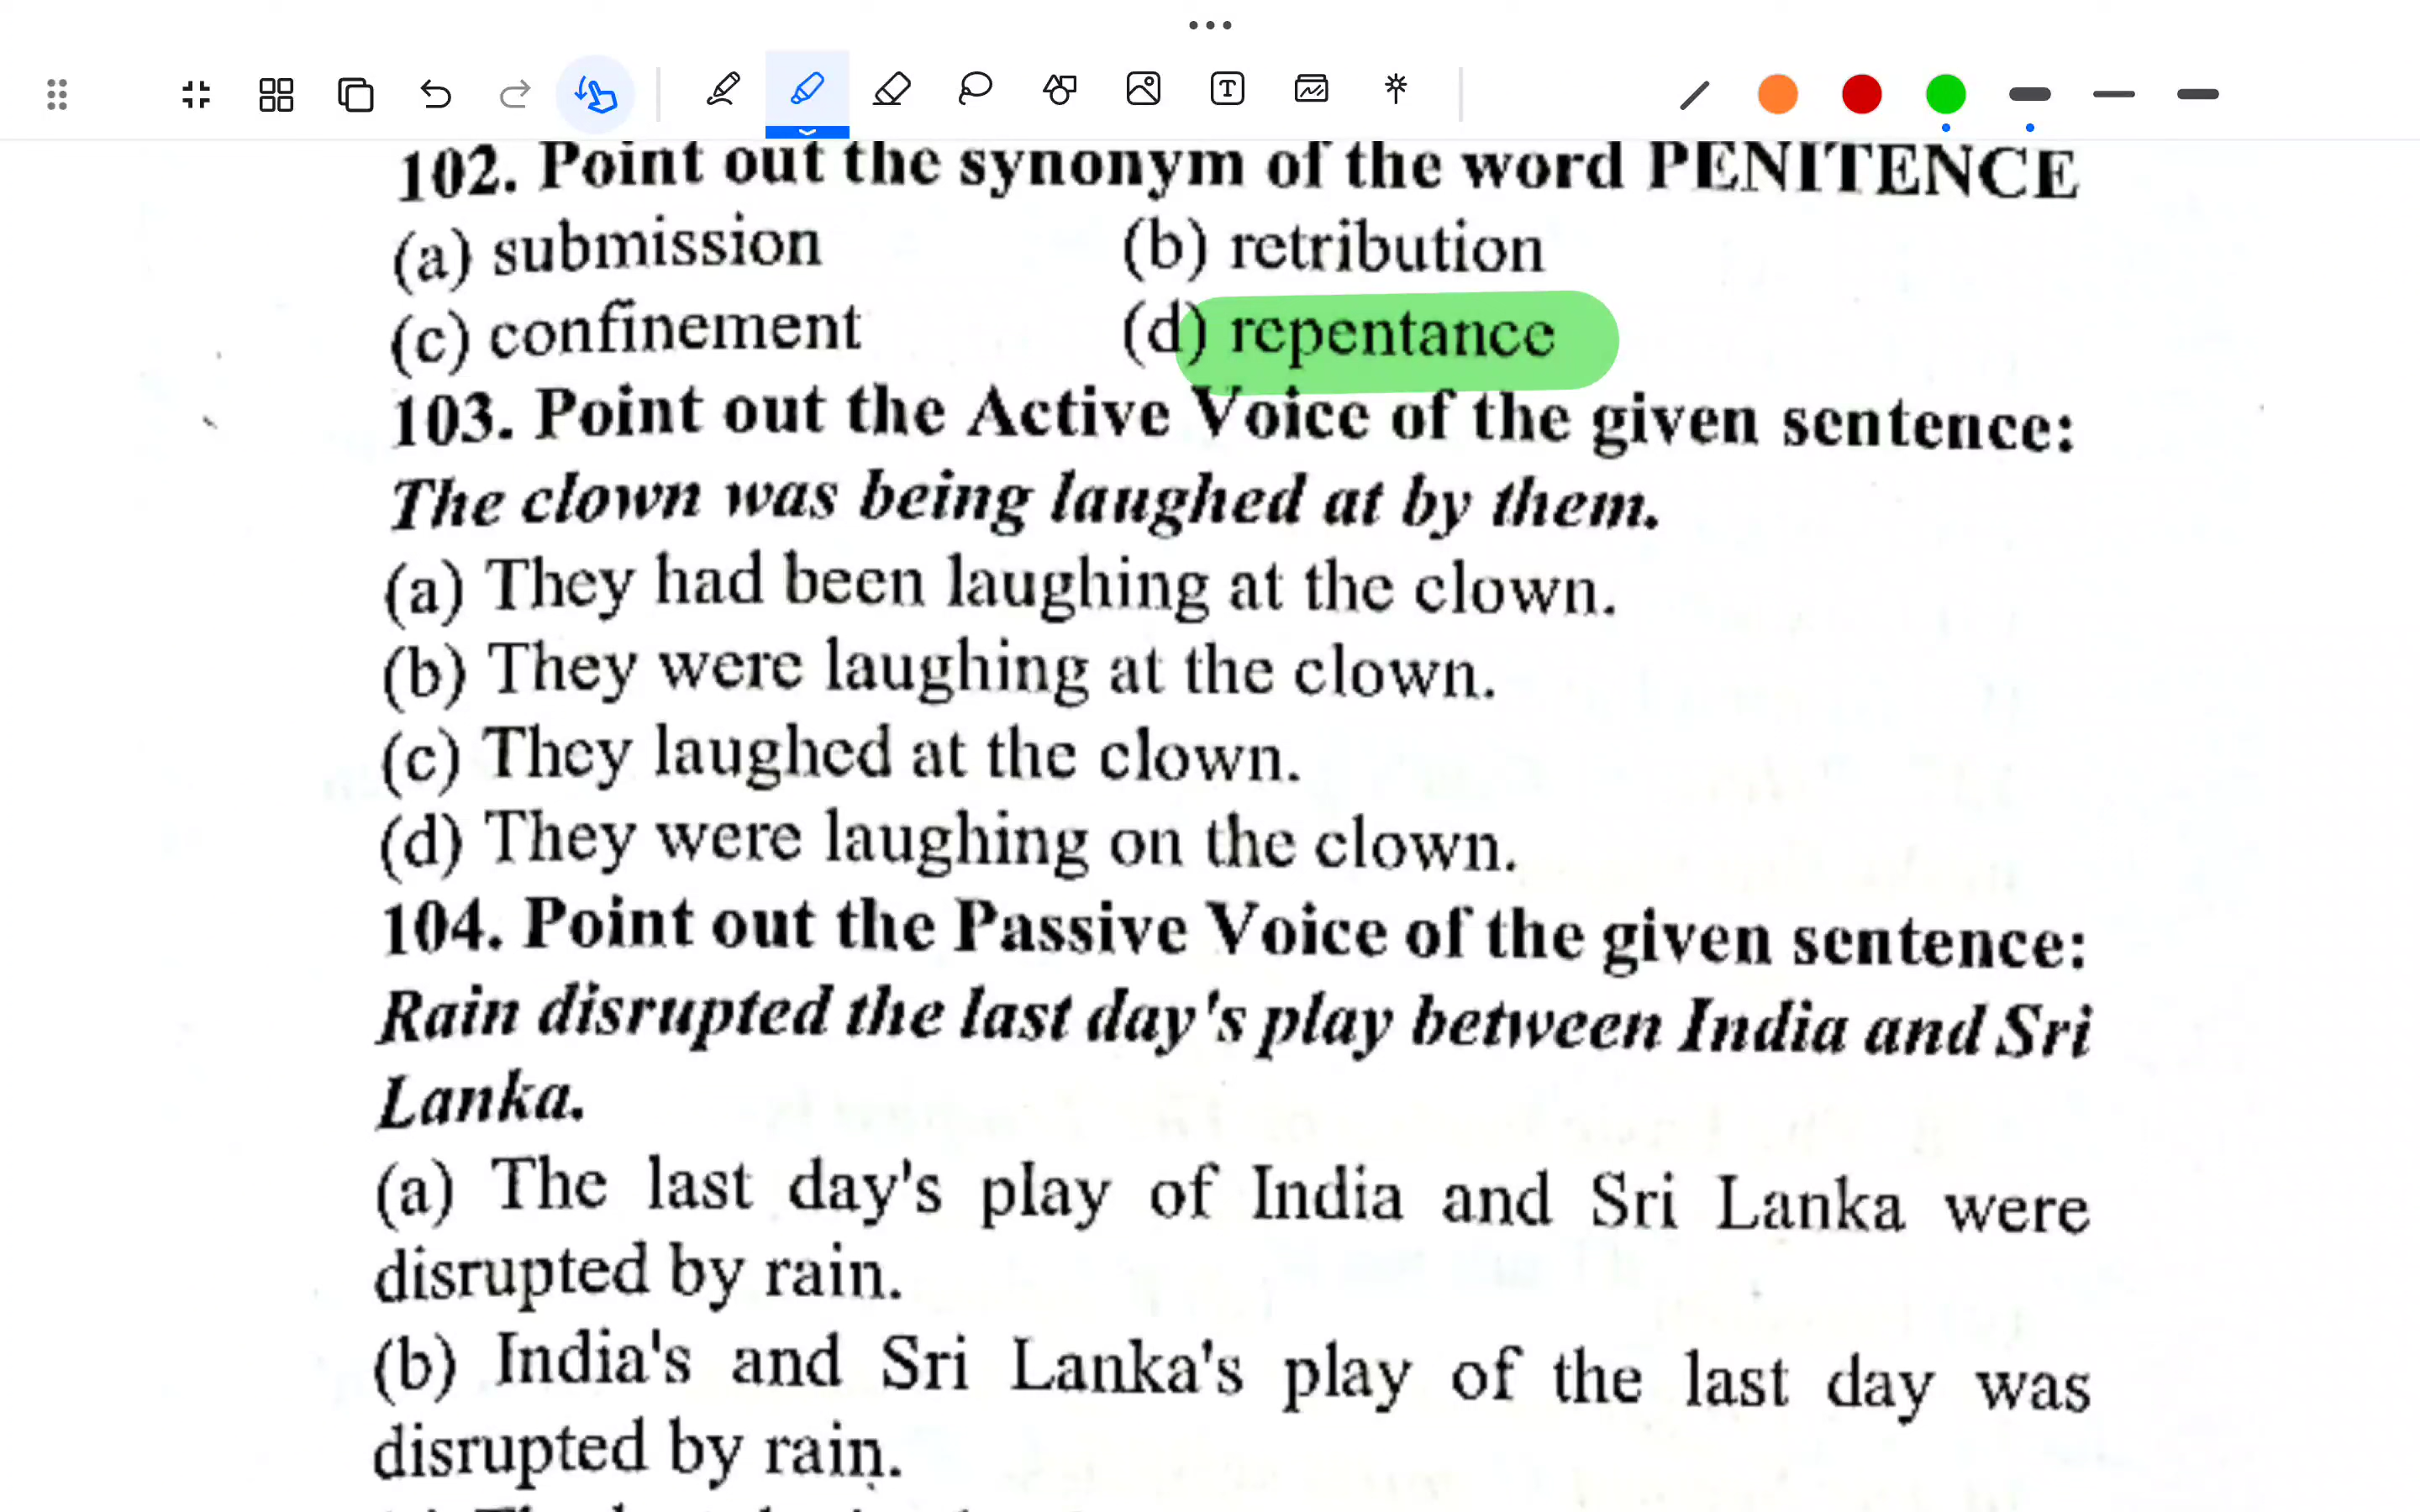 102. Point out the synonym of the word PENITENCE
(a) submission (b) retribution
(c) confinement (d) repentance
103. Point out the Active Voice of the given sentence:
The clown was being laughed at by them.
(a) They had been laughing at the clown.
(b) They were laughing at the clown.
(c) They laughed at the clown.
(d) They were laughing on the clown.
104. Point out the Passive Voice of the given sentence:
Rain disrupted the last day's play between India and Sri
Lanka.
(a) The last day's play of India and Sri Lanka were
disrupted by rain.
(b) India's and Sri Lanka's play of the last day was
disrupted by rain.